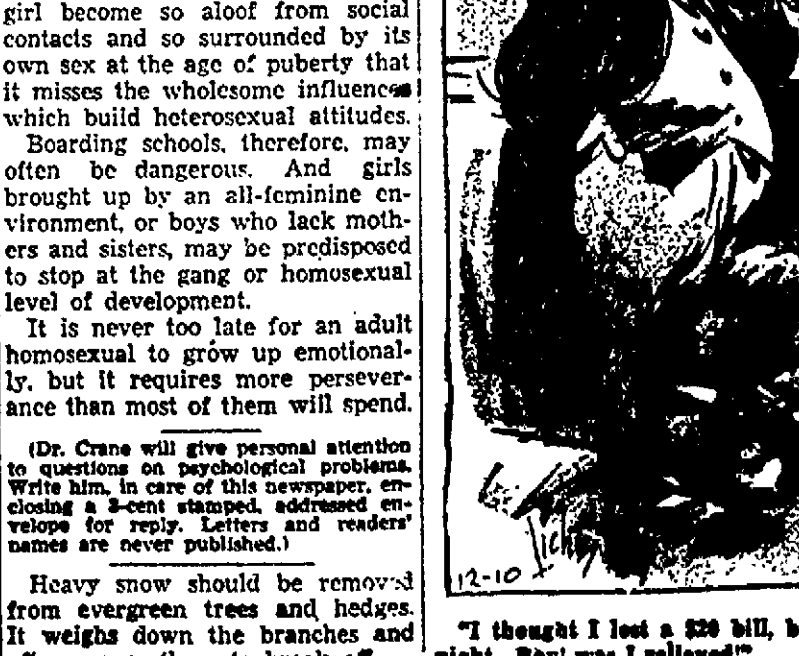 girl become so aloof from social
contacts and so surrounded by its
own sex at the age of puberty that
it misses the wholesome influences
which build heterosexual attitudes.
Boarding schools, therefore, may
often be dangerous. And girls
brought up by an all-feminine en-
vironment, or boys who lack moth-
ers and sisters, may be predisposed
to stop at the gang or homosexual
level of development.
It is never too late for an adult
homosexual to grow up emotional-
ly, but it requires more persever-
ance than most of them will spend.
(Dr. Crane will give personal attention
to questions on psychological problems.
Write him, in care of this newspaper, en-
closing a 3-cent stamped, addressed en-
velope for reply. Letters and readers'
names are never published.)
Heavy snow should be removed
from evergreen trees and hedges.
It weighs down the branches and
12-10
"I thought I lost a $20 bill, b